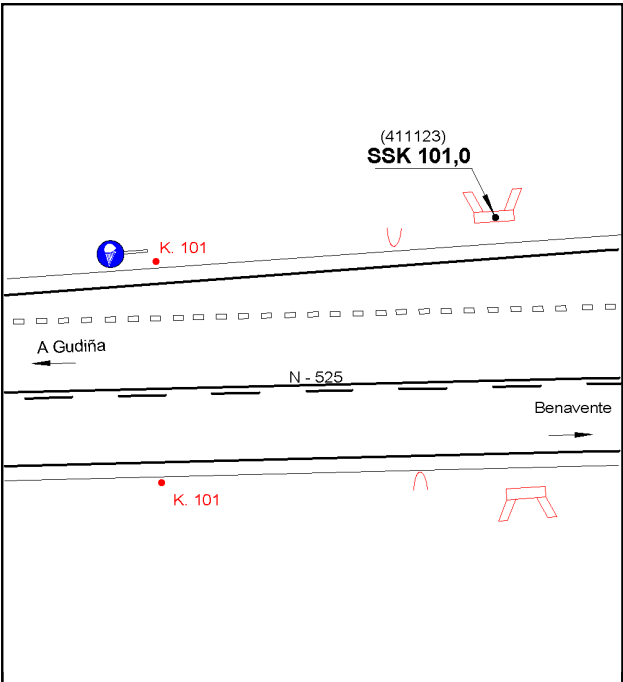 (411123)
SSK 101,0
K. 101
A Gudiña
N - 525
Benavente
K. 101